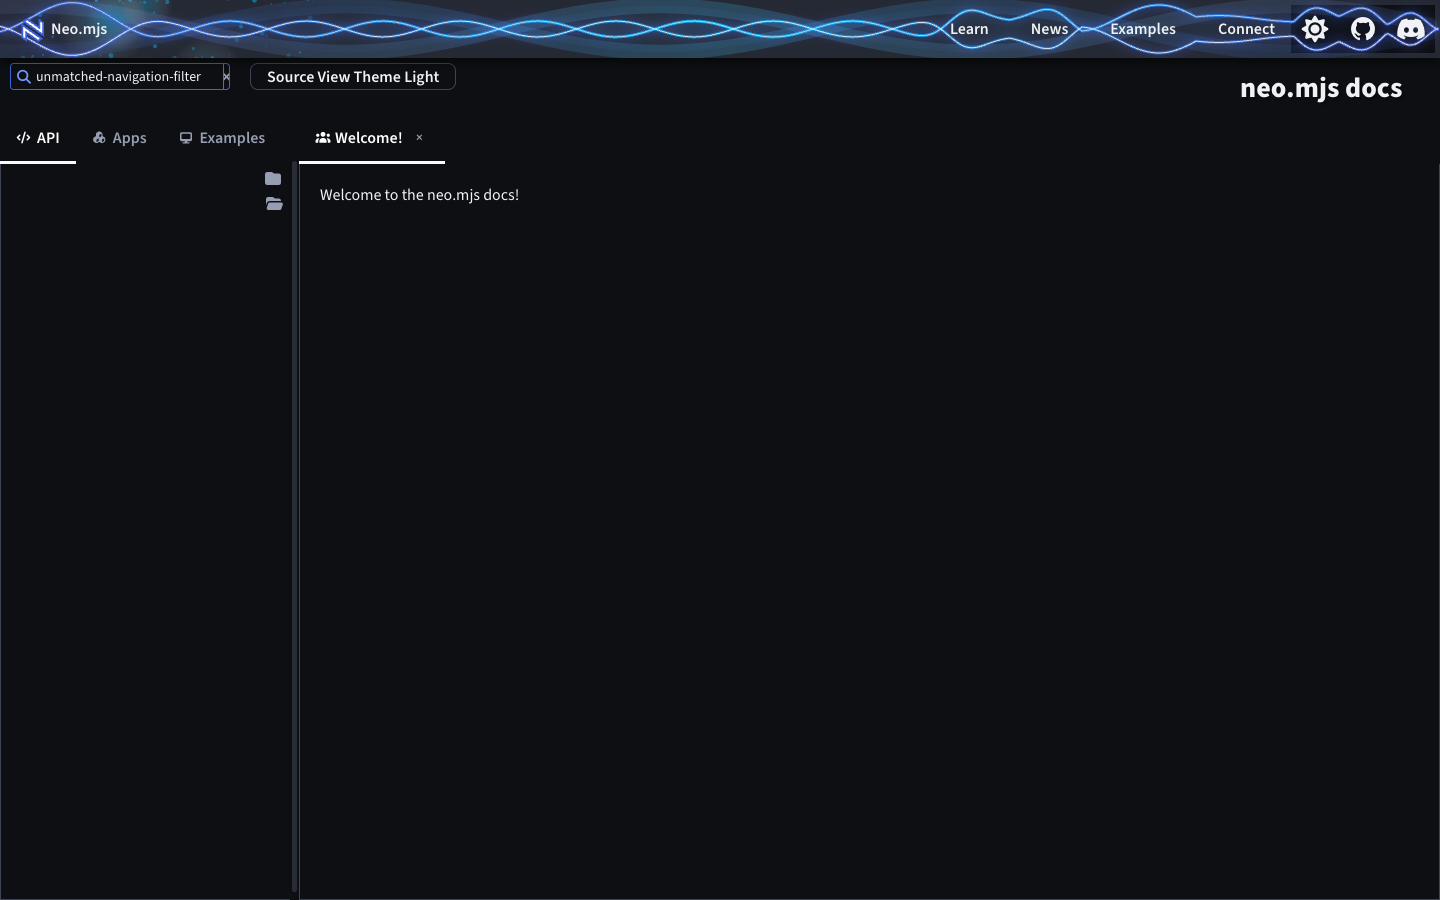 Neo.mjs
Learn
News
Examples
Connect
unmatched-navigation-filter
Source View Theme Light
neo.mjs docs
API
Apps
Examples
Welcome!
Welcome to the neo.mjs docs!